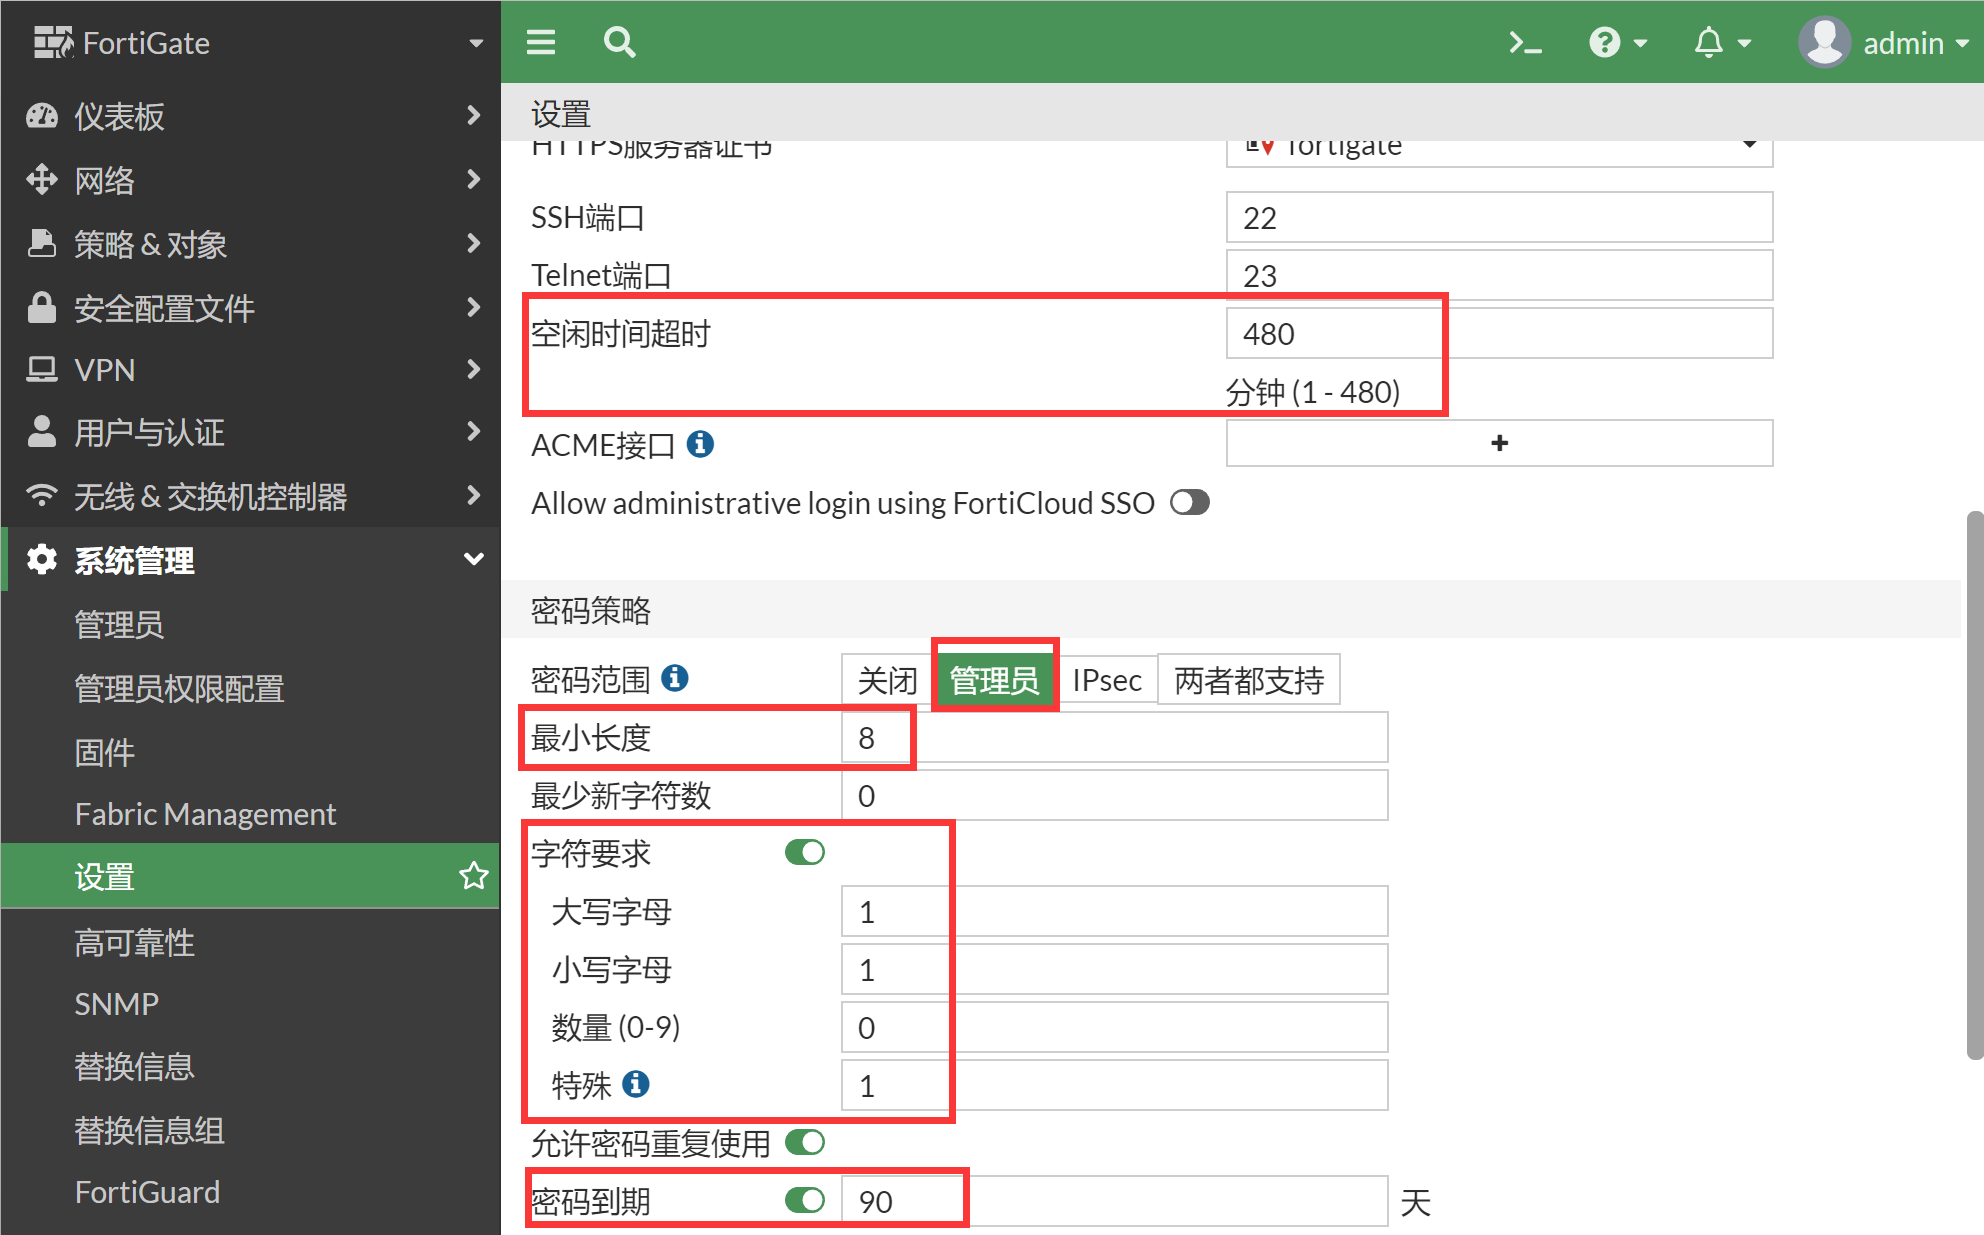 FortiGate
admin
仪表板
网络
策略 & 对象
安全配置文件
VPN
用户与认证
无线 & 交换机控制器
系统管理
管理员
管理员权限配置
固件
Fabric Management
设置
高可靠性
SNMP
替换信息
替换信息组
FortiGuard
设置
HTTPS服务器证书 fortigate
SSH端口 22
Telnet端口 23
空闲时间超时 480
分钟 (1 - 480)
ACME接口
Allow administrative login using FortiCloud SSO
密码策略
密码范围 关闭 管理员 IPsec 两者都支持
最小长度 8
最少新字符数 0
字符要求
大写字母 1
小写字母 1
数量 (0-9) 0
特殊 1
允许密码重复使用
密码到期 90 天